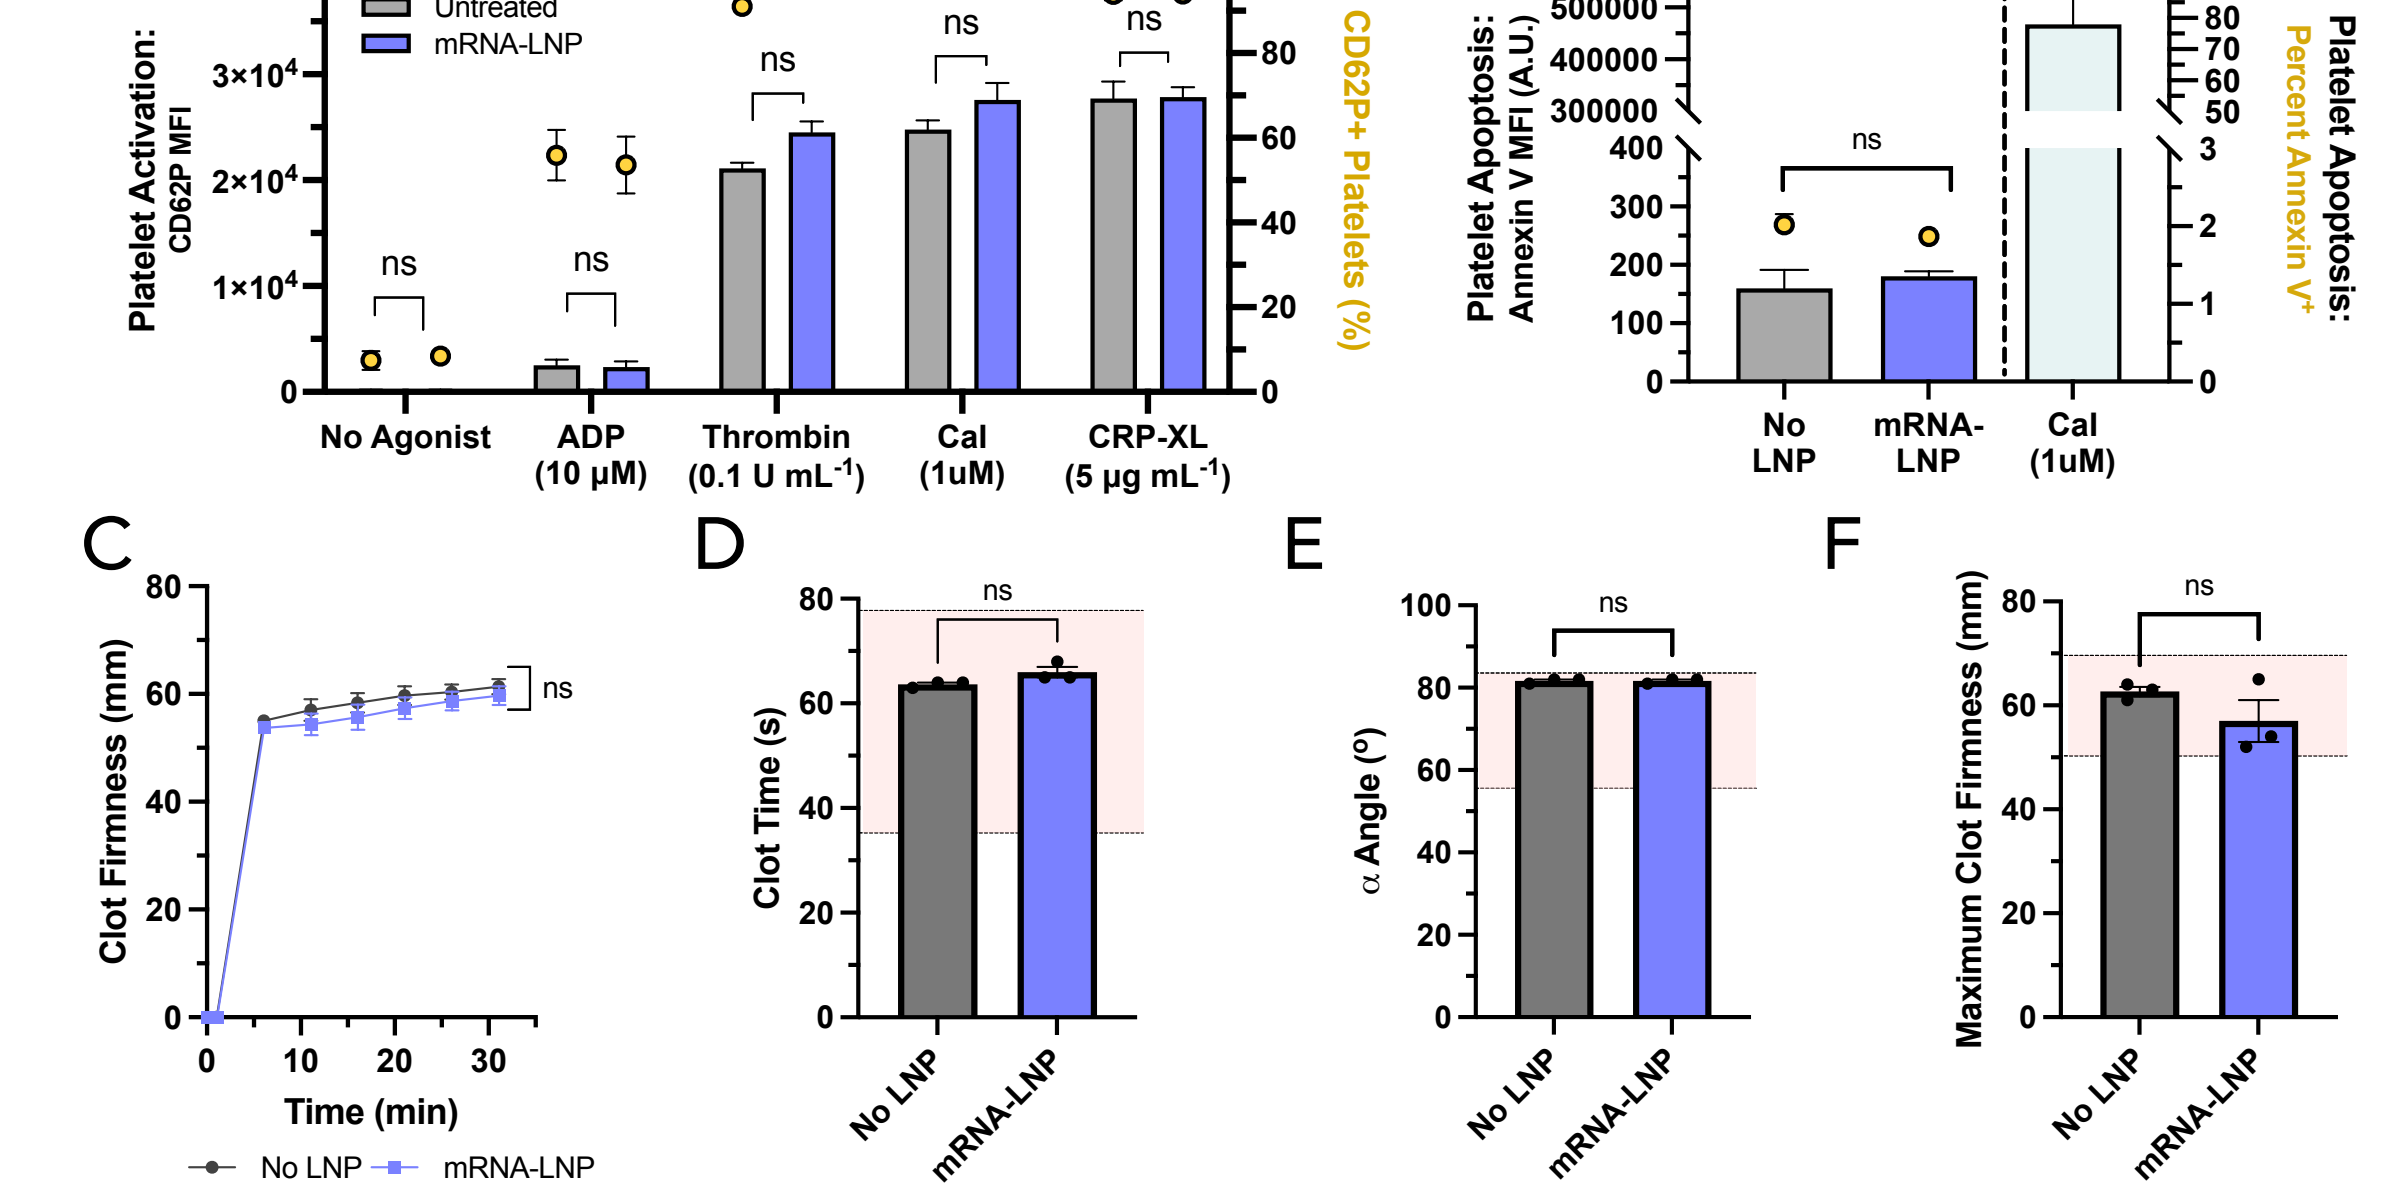 Untreated
mRNA-LNP
Platelet Activation:
CD62P MFI
3×10⁴
2×10⁴
1×10⁴
0
ns
ns
ns
ns
ns
80
60
40
20
0
CD62P+ Platelets (%)
No Agonist
ADP
(10 µM)
Thrombin
(0.1 U mL⁻¹)
Cal
(1uM)
CRP-XL
(5 µg mL⁻¹)
Platelet Apoptosis:
Annexin V MFI (A.U.)
500000
400000
300000
400
300
200
100
0
ns
80
70
60
50
3
2
1
0
Platelet Apoptosis:
Percent Annexin V⁺
No
LNP
mRNA-
LNP
Cal
(1uM)
C
Clot Firmness (mm)
80
60
40
20
0
ns
0 10 20 30
Time (min)
No LNP mRNA-LNP
D
Clot Time (s)
80
60
40
20
0
ns
No LNP
mRNA-LNP
E
α Angle (º)
100
80
60
40
20
0
ns
No LNP
mRNA-LNP
F
Maximum Clot Firmness (mm)
80
60
40
20
0
ns
No LNP
mRNA-LNP